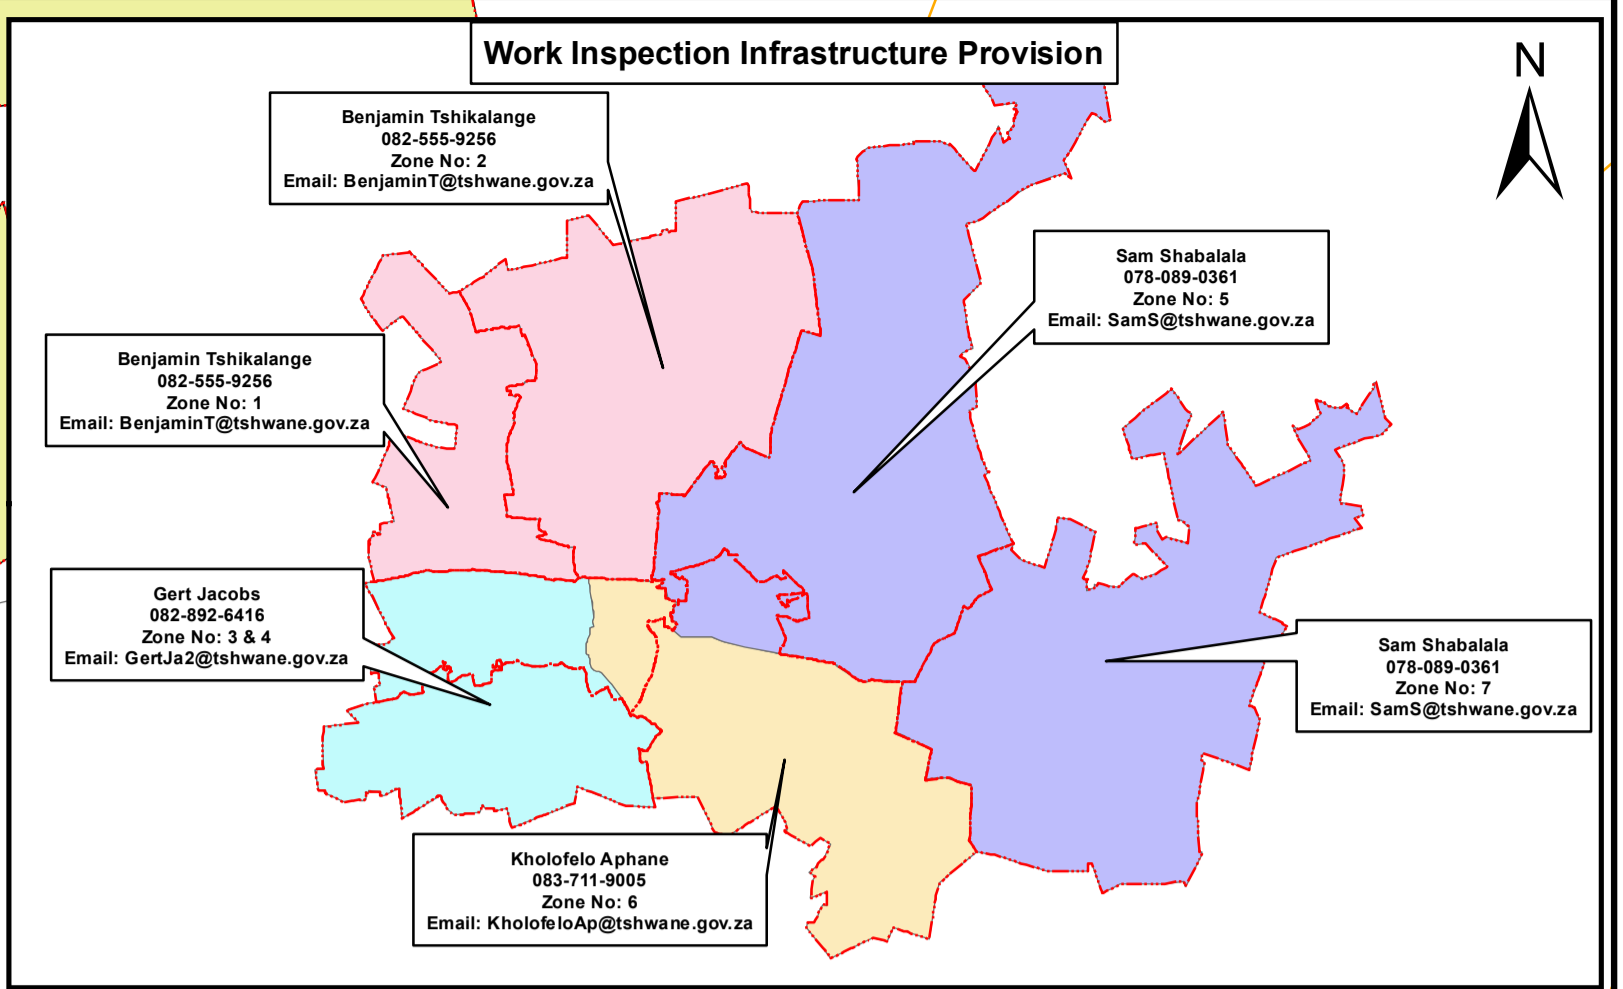 Work Inspection Infrastructure Provision
N
Benjamin Tshikalange
082-555-9256
Zone No: 2
Email: BenjaminT@tshwane.gov.za
Sam Shabalala
078-089-0361
Zone No: 5
Email: SamS@tshwane.gov.za
Benjamin Tshikalange
082-555-9256
Zone No: 1
Email: BenjaminT@tshwane.gov.za
Gert Jacobs
082-892-6416
Zone No: 3 & 4
Email: GertJa2@tshwane.gov.za
Sam Shabalala
078-089-0361
Zone No: 7
Email: SamS@tshwane.gov.za
Kholofelo Aphane
083-711-9005
Zone No: 6
Email: KholofeloAp@tshwane.gov.za